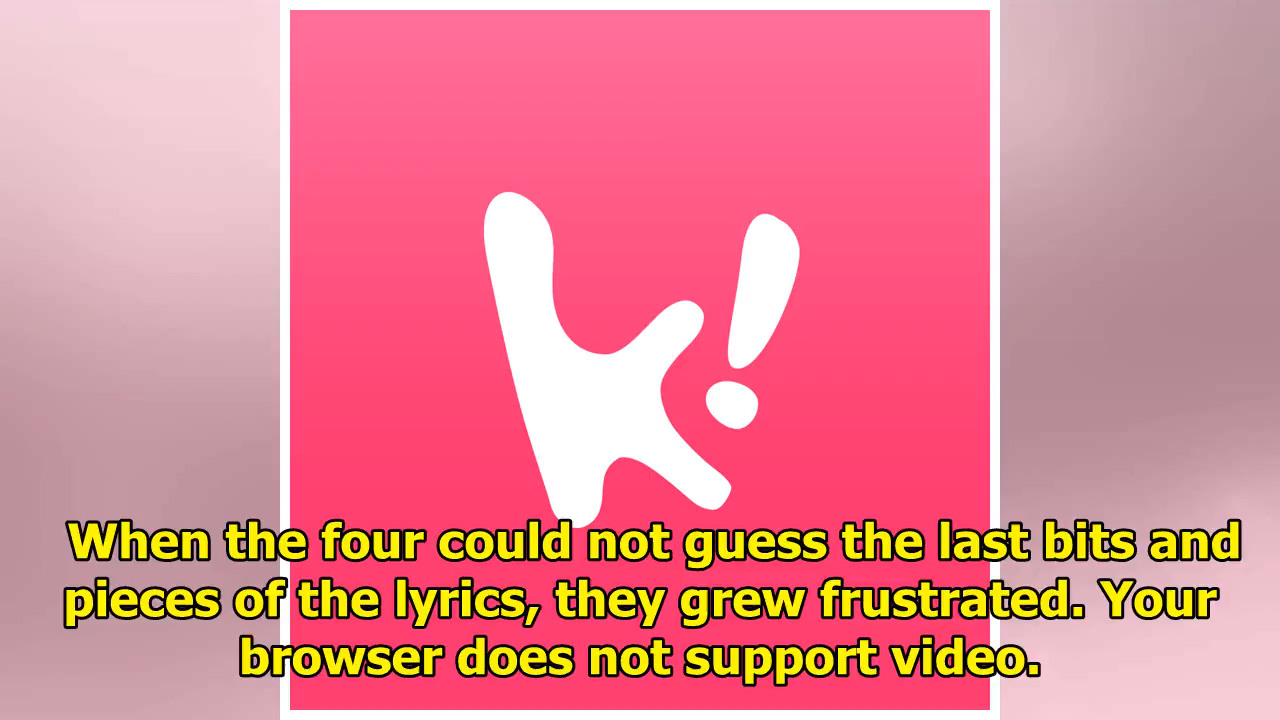 k!
When the four could not guess the last bits and
pieces of the lyrics, they grew frustrated. Your
browser does not support video.